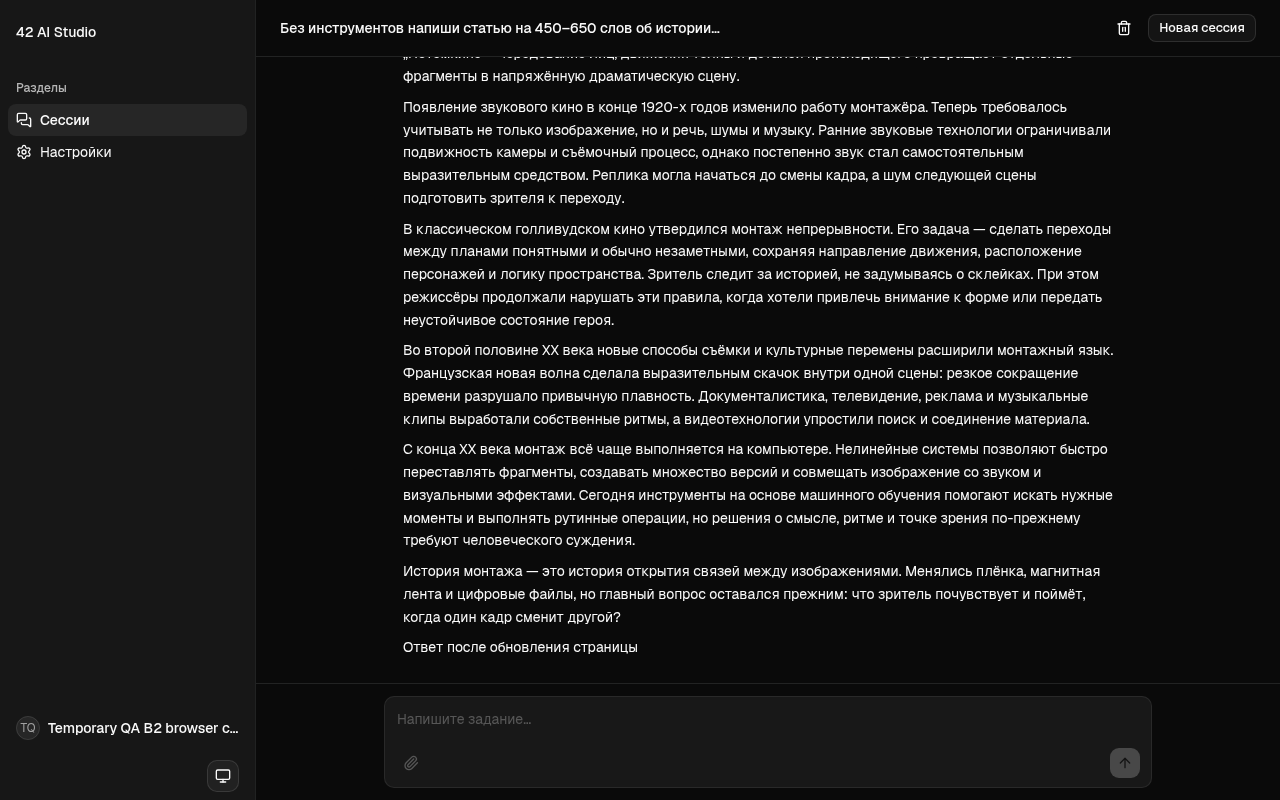 42 AI Studio
Разделы
Сессии
Настройки
Temporary QA B2 browser c...
Без инструментов напиши статью на 450–650 слов об истории...
Новая сессия
фрагменты в напряжённую драматическую сцену.
Появление звукового кино в конце 1920-х годов изменило работу монтажёра. Теперь требовалось
учитывать не только изображение, но и речь, шумы и музыку. Ранние звуковые технологии ограничивали
подвижность камеры и съёмочный процесс, однако постепенно звук стал самостоятельным
выразительным средством. Реплика могла начаться до смены кадра, а шум следующей сцены
подготовить зрителя к переходу.
В классическом голливудском кино утвердился монтаж непрерывности. Его задача — сделать переходы
между планами понятными и обычно незаметными, сохраняя направление движения, расположение
персонажей и логику пространства. Зритель следит за историей, не задумываясь о склейках. При этом
режиссёры продолжали нарушать эти правила, когда хотели привлечь внимание к форме или передать
неустойчивое состояние героя.
Во второй половине XX века новые способы съёмки и культурные перемены расширили монтажный язык.
Французская новая волна сделала выразительным скачок внутри одной сцены: резкое сокращение
времени разрушало привычную плавность. Документалистика, телевидение, реклама и музыкальные
клипы выработали собственные ритмы, а видеотехнологии упростили поиск и соединение материала.
С конца XX века монтаж всё чаще выполняется на компьютере. Нелинейные системы позволяют быстро
переставлять фрагменты, создавать множество версий и совмещать изображение со звуком и
визуальными эффектами. Сегодня инструменты на основе машинного обучения помогают искать нужные
моменты и выполнять рутинные операции, но решения о смысле, ритме и точке зрения по-прежнему
требуют человеческого суждения.
История монтажа — это история открытия связей между изображениями. Менялись плёнка, магнитная
лента и цифровые файлы, но главный вопрос оставался прежним: что зритель почувствует и поймёт,
когда один кадр сменит другой?
Ответ после обновления страницы
Напишите задание...
TQ